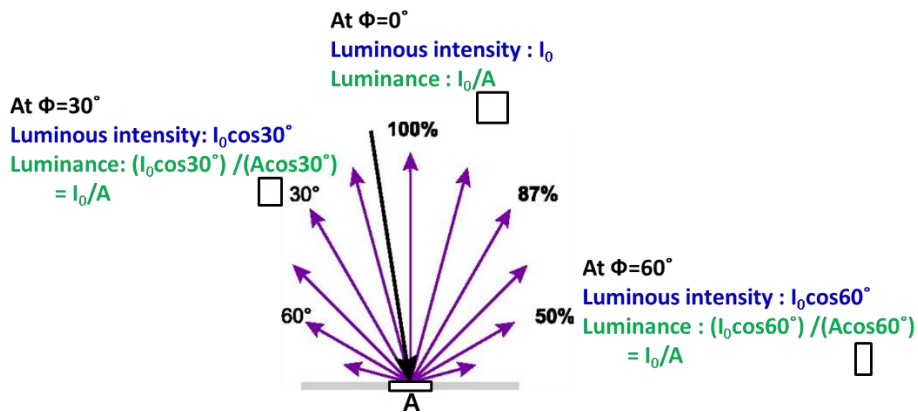 At Φ=0˚
Luminous intensity : I₀
Luminance : I₀/A
At Φ=30˚
Luminous intensity: I₀cos30˚
Luminance: (I₀cos30˚) /(Acos30˚)
= I₀/A
100%
30°
87%
At Φ=60˚
Luminous intensity : I₀cos60˚
Luminance : (I₀cos60˚) /(Acos60˚)
= I₀/A
60°
50%
A